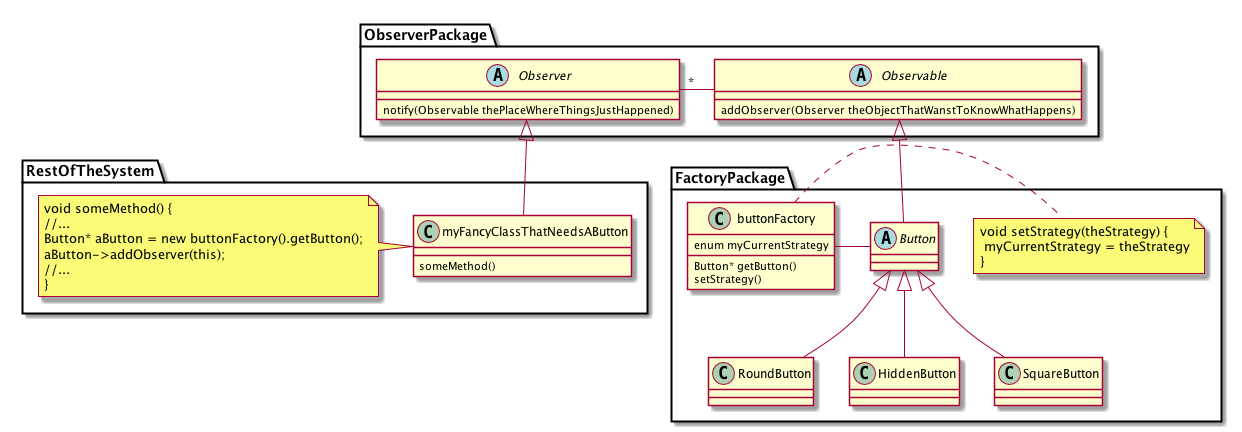 ObserverPackage
A Observer
notify(Observable thePlaceWhereThingsJustHappened)
*
A Observable
addObserver(Observer theObjectThatWanstToKnowWhatHappens)
RestOfTheSystem
void someMethod() {
//...
Button* aButton = new buttonFactory().getButton();
aButton->addObserver(this);
//...
}
C myFancyClassThatNeedsAButton
someMethod()
FactoryPackage
C buttonFactory
enum myCurrentStrategy
Button* getButton()
setStrategy()
A Button
void setStrategy(theStrategy) {
myCurrentStrategy = theStrategy
}
C RoundButton
C HiddenButton
C SquareButton